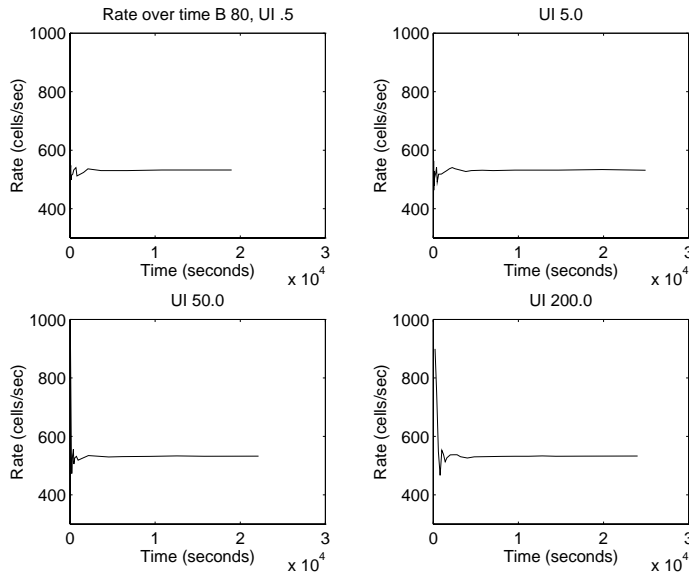 Rate over time B 80, UI .5
1000
800
600
400
Rate (cells/sec)
0
1
2
3
Time (seconds)
x 10^4
UI 5.0
1000
800
600
400
Rate (cells/sec)
0
1
2
3
Time (seconds)
x 10^4
UI 50.0
1000
800
600
400
Rate (cells/sec)
0
1
2
3
Time (seconds)
x 10^4
UI 200.0
1000
800
600
400
Rate (cells/sec)
0
1
2
3
Time (seconds)
x 10^4